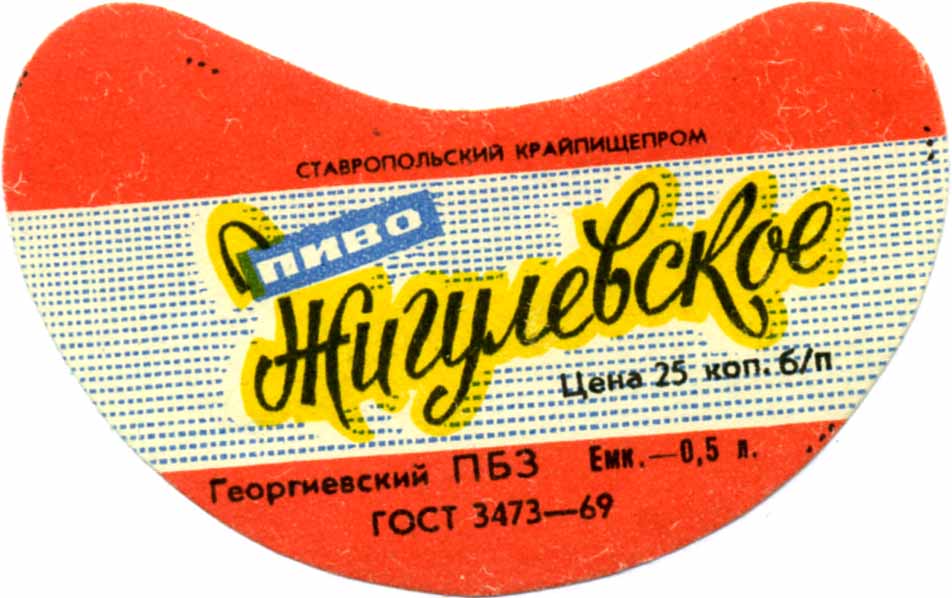 СТАВРОПОЛЬСКИЙ КРАЙПИЩЕПРОМ
ПИВО
Жигулевское
Цена 25 коп. б/п
Георгиевский ПБЗ Емк.—0,5 л.
ГОСТ 3473—69